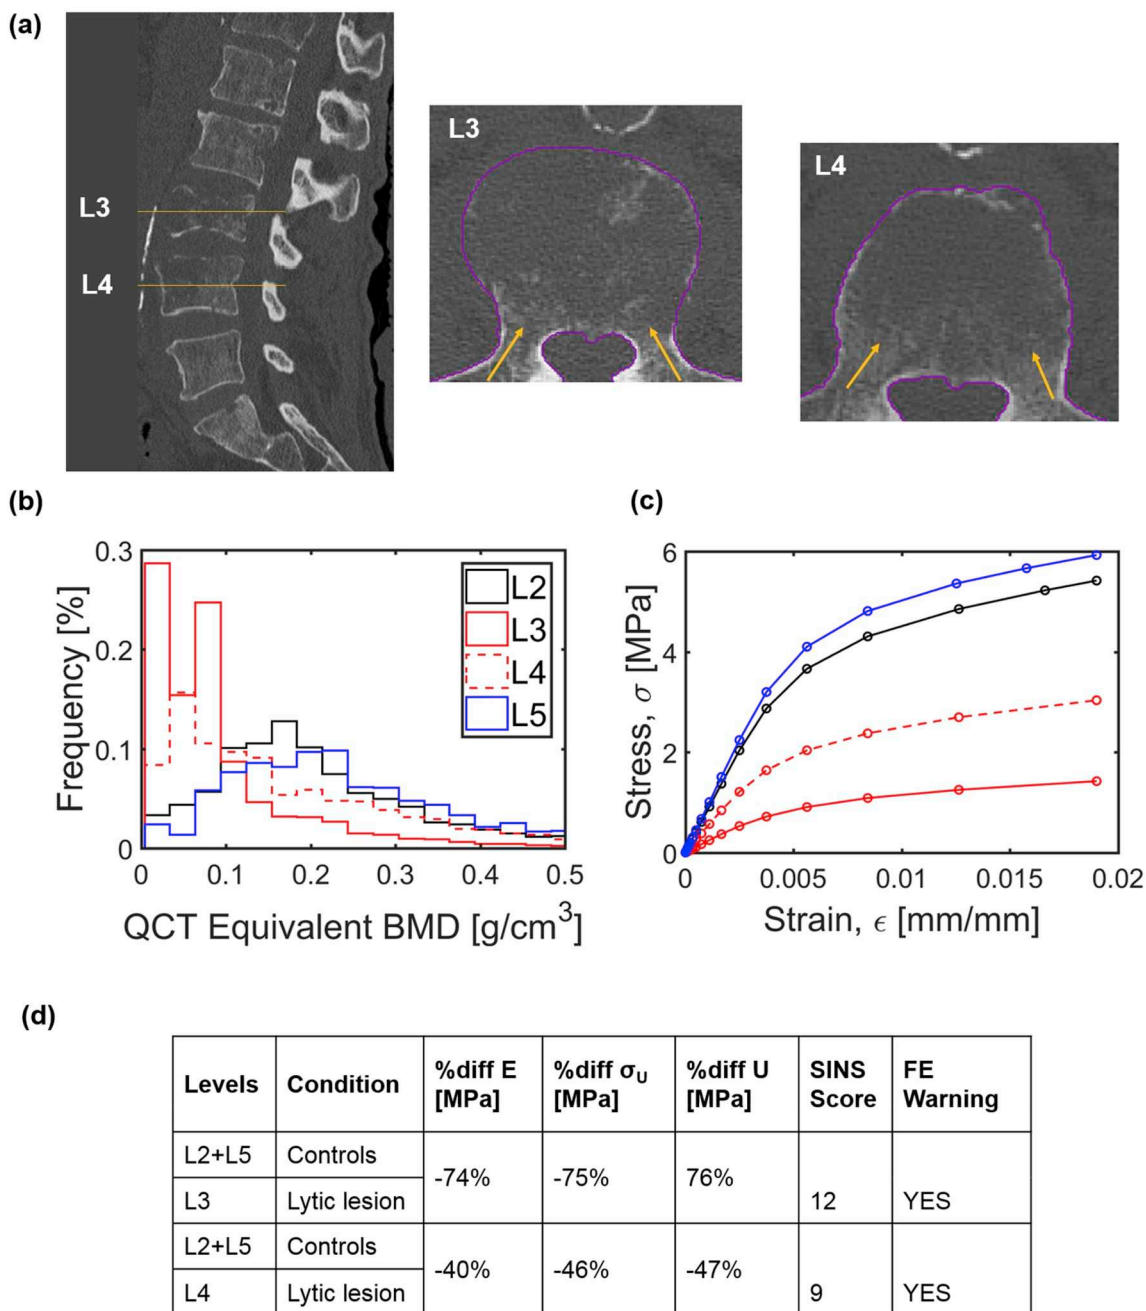 (a)
L3
L4
L3
L4
(b)
0.3
0.2
0.1
0
Frequency [%]
L2
L3
L4
L5
0 0.1 0.2 0.3 0.4 0.5
QCT Equivalent BMD [g/cm³]
(c)
6
4
2
0
Stress, σ [MPa]
0 0.005 0.01 0.015 0.02
Strain, ϵ [mm/mm]
(d)
Levels Condition %diff E [MPa] %diff σU [MPa] %diff U [MPa] SINS Score FE Warning
L2+L5 Controls
-74% -75% 76%
L3 Lytic lesion 12 YES
L2+L5 Controls
-40% -46% -47%
L4 Lytic lesion 9 YES